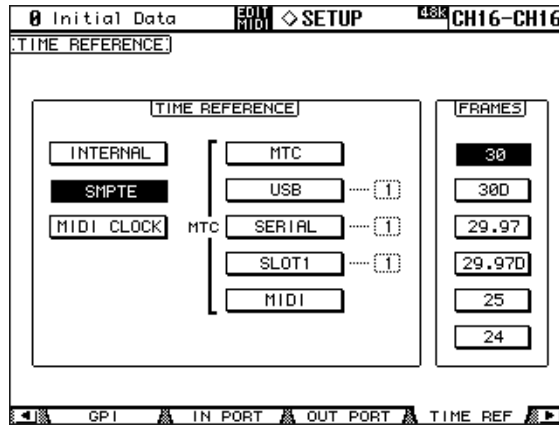 0 Initial Data EDIT MIDI ◇SETUP 48k CH16-CH16
TIME REFERENCE
TIME REFERENCE
FRAMES
INTERNAL MTC 30
SMPTE USB 1 30D
MIDI CLOCK MTC SERIAL 1 29.97
SLOT1 1 29.97D
MIDI 25
24
GPI IN PORT OUT PORT TIME REF